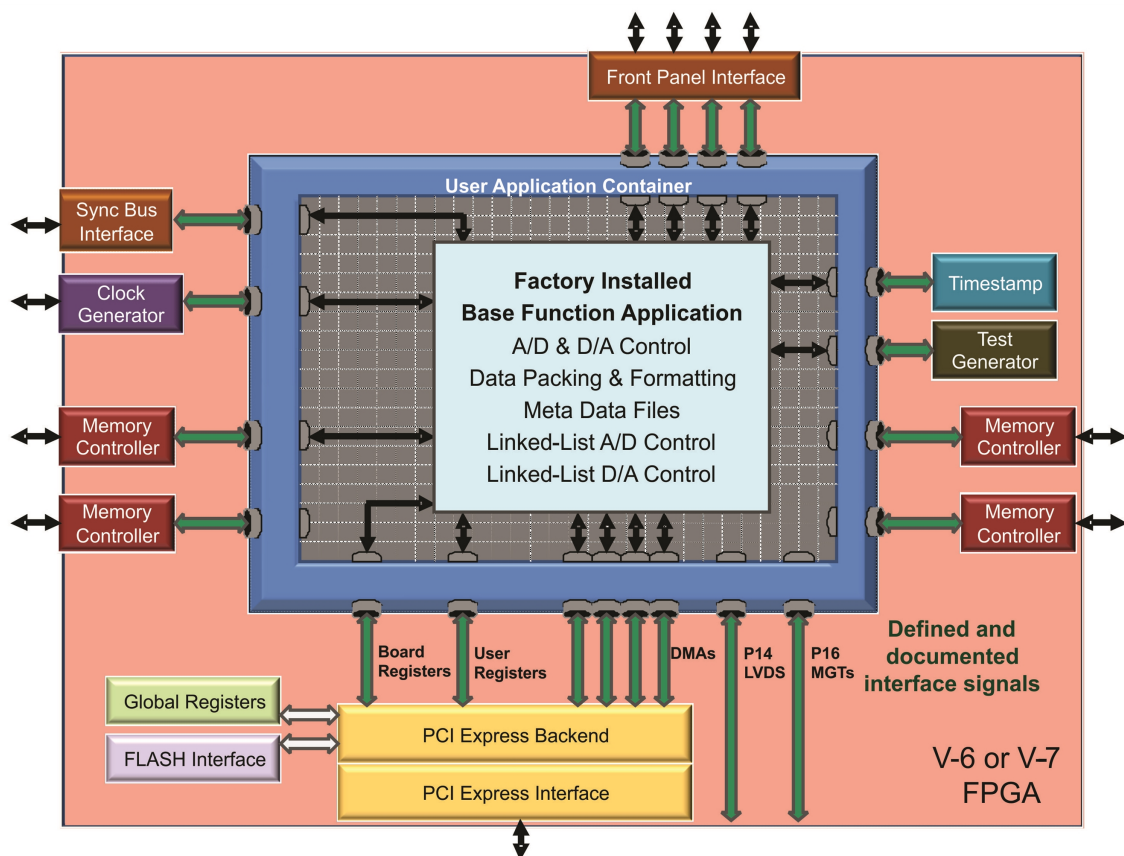 Front Panel Interface
User Application Container
Sync Bus
Interface
Clock
Generator
Memory
Controller
Memory
Controller
Factory Installed
Base Function Application
A/D & D/A Control
Data Packing & Formatting
Meta Data Files
Linked-List A/D Control
Linked-List D/A Control
Timestamp
Test
Generator
Memory
Controller
Memory
Controller
Board
Registers
User
Registers
DMAs
P14
LVDS
P16
MGTs
Defined and
documented
interface signals
Global Registers
FLASH Interface
PCI Express Backend
PCI Express Interface
V-6 or V-7
FPGA